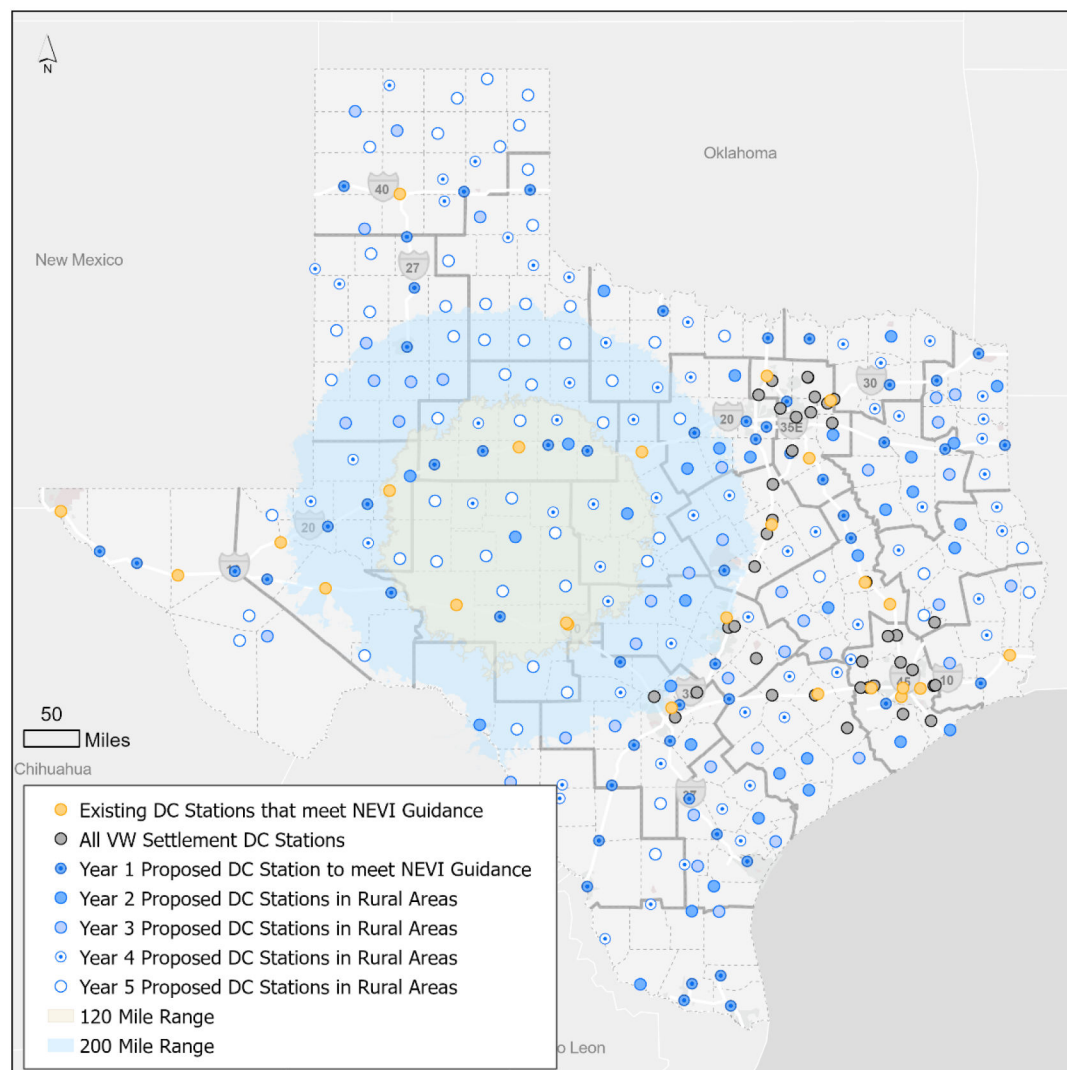 N
Oklahoma
40
New Mexico
27
30
20
35E
20
10
45
10
50
Miles
37
Chihuahua
Existing DC Stations that meet NEVI Guidance
All VW Settlement DC Stations
Year 1 Proposed DC Station to meet NEVI Guidance
Year 2 Proposed DC Stations in Rural Areas
Year 3 Proposed DC Stations in Rural Areas
Year 4 Proposed DC Stations in Rural Areas
Year 5 Proposed DC Stations in Rural Areas
120 Mile Range
200 Mile Range
o Leon